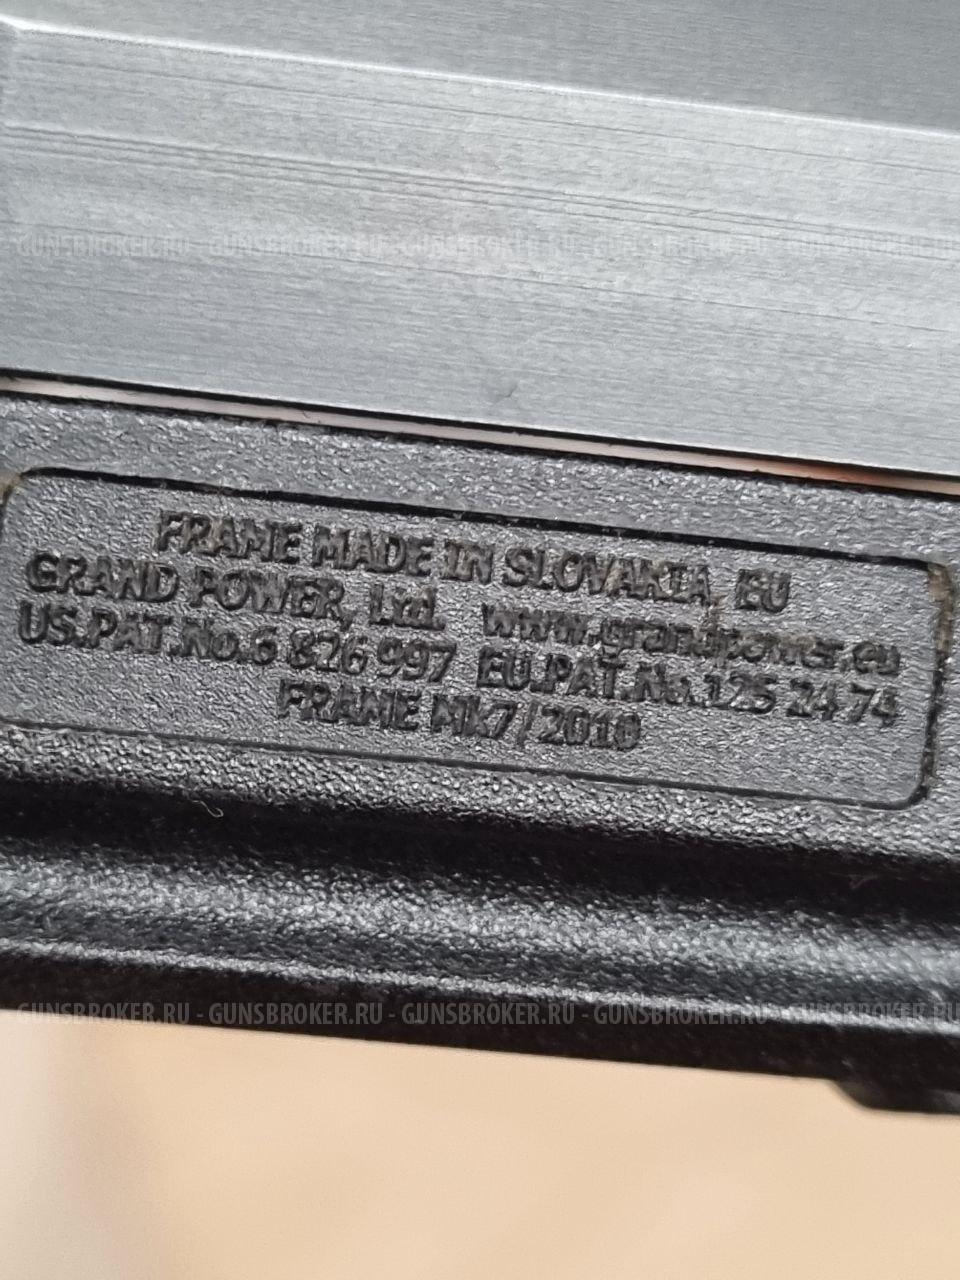 GUNSBROKER.RU - GUNSBROKER.RU - GUNSBROKER.RU - GUNSBROKER.RU - GUNSBROKER.RU
FRAME MADE IN SLOVAKIA, EU
GRAND POWER, Ltd. www.grandpower.eu
US.PAT.No.6 826 997 EU.PAT.No.125 24 74
FRAME Mk7/2010
GUNSBROKER.RU - GUNSBROKER.RU - GUNSBROKER.RU - GUNSBROKER.RU - GUNSBROKER.RU